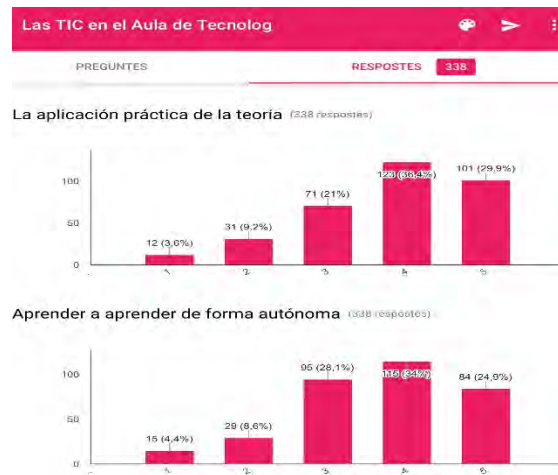 Las TIC en el Aula de Tecnolog
PREGUNTES RESPOSTES 338
La aplicación práctica de la teoría (338 respostes)
100
50
0
12 (3,6%)
31 (9,2%)
71 (21%)
123 (36,4%)
101 (29,9%)
1 2 3 4 5
Aprender a aprender de forma autónoma (338 respostes)
100
50
0
15 (4,4%)
29 (8,6%)
95 (28,1%)
115 (34%)
84 (24,9%)
1 2 3 4 5